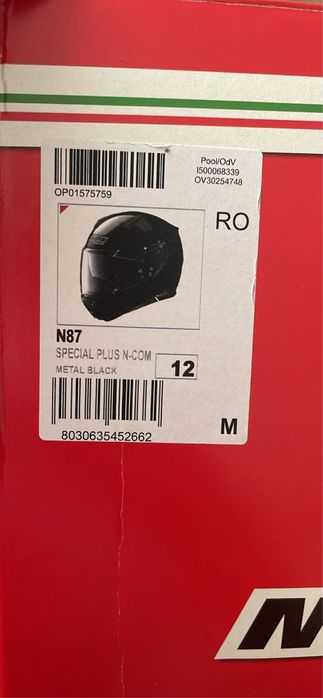 Pool/OdV
I500068339
OV30254748
OP01575759
RO
N87
SPECIAL PLUS N-COM
METAL BLACK
12
8030635452662
M
N